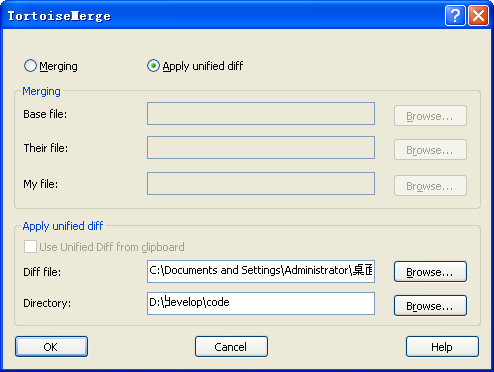 TortoiseMerge
Merging Apply unified diff
Merging
Base file: Browse...
Their file: Browse...
My file: Browse...
Apply unified diff
Use Unified Diff from clipboard
Diff file: C:\Documents and Settings\Administrator\桌面 Browse...
Directory: D:\develop\code Browse...
OK Cancel Help